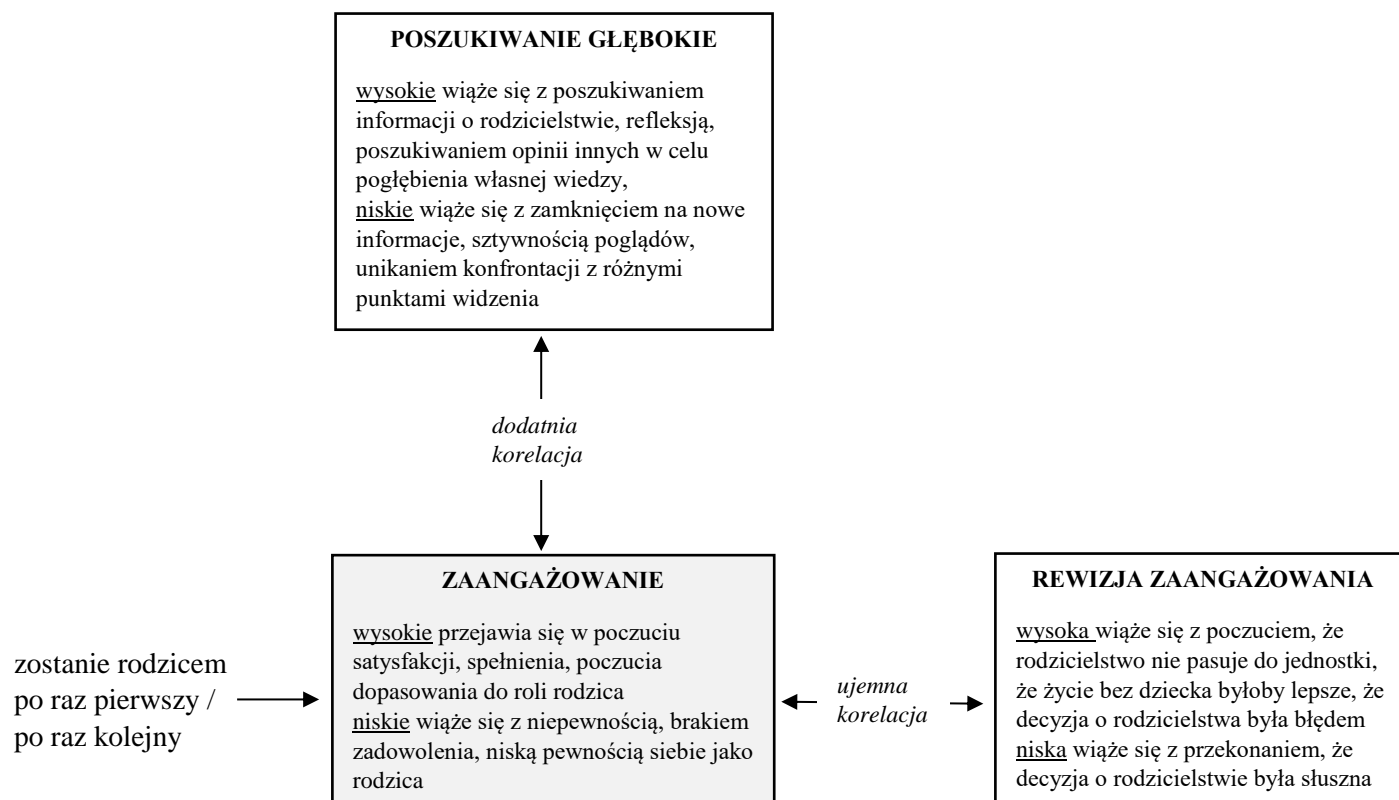 POSZUKIWANIE GŁĘBOKIE
wysokie wiąże się z poszukiwaniem
informacji o rodzicielstwie, refleksją,
poszukiwaniem opinii innych w celu
pogłębienia własnej wiedzy,
niskie wiąże się z zamknięciem na nowe
informacje, sztywnością poglądów,
unikaniem konfrontacji z różnymi
punktami widzenia
dodatnia
korelacja
zostanie rodzicem
po raz pierwszy /
po raz kolejny
ZAANGAŻOWANIE
wysokie przejawia się w poczuciu
satysfakcji, spełnienia, poczucia
dopasowania do roli rodzica
niskie wiąże się z niepewnością, brakiem
zadowolenia, niską pewnością siebie jako
rodzica
ujemna
korelacja
REWIZJA ZAANGAŻOWANIA
wysoka wiąże się z poczuciem, że
rodzicielstwo nie pasuje do jednostki,
że życie bez dziecka byłoby lepsze, że
decyzja o rodzicielstwa była błędem
niska wiąże się z przekonaniem, że
decyzja o rodzicielstwie była słuszna